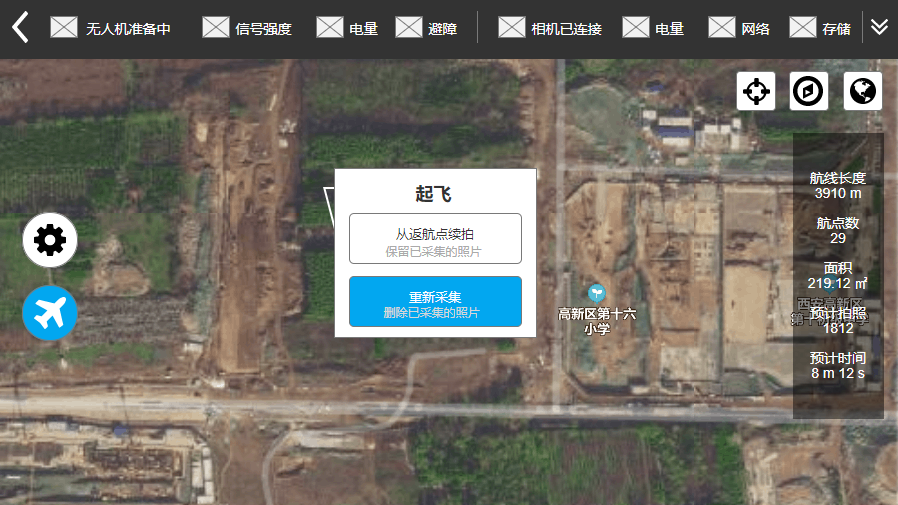 无人机准备中 信号强度 电量 避障 相机已连接 电量 网络 存储
起飞
从返航点续拍
保留已采集的照片
重新采集
删除已采集的照片
高新区第十六
小学
航线长度
3910 m
航点数
29
面积
219.12 ㎡
西安高新区
预计拍照
1812
预计时间
8 m 12 s